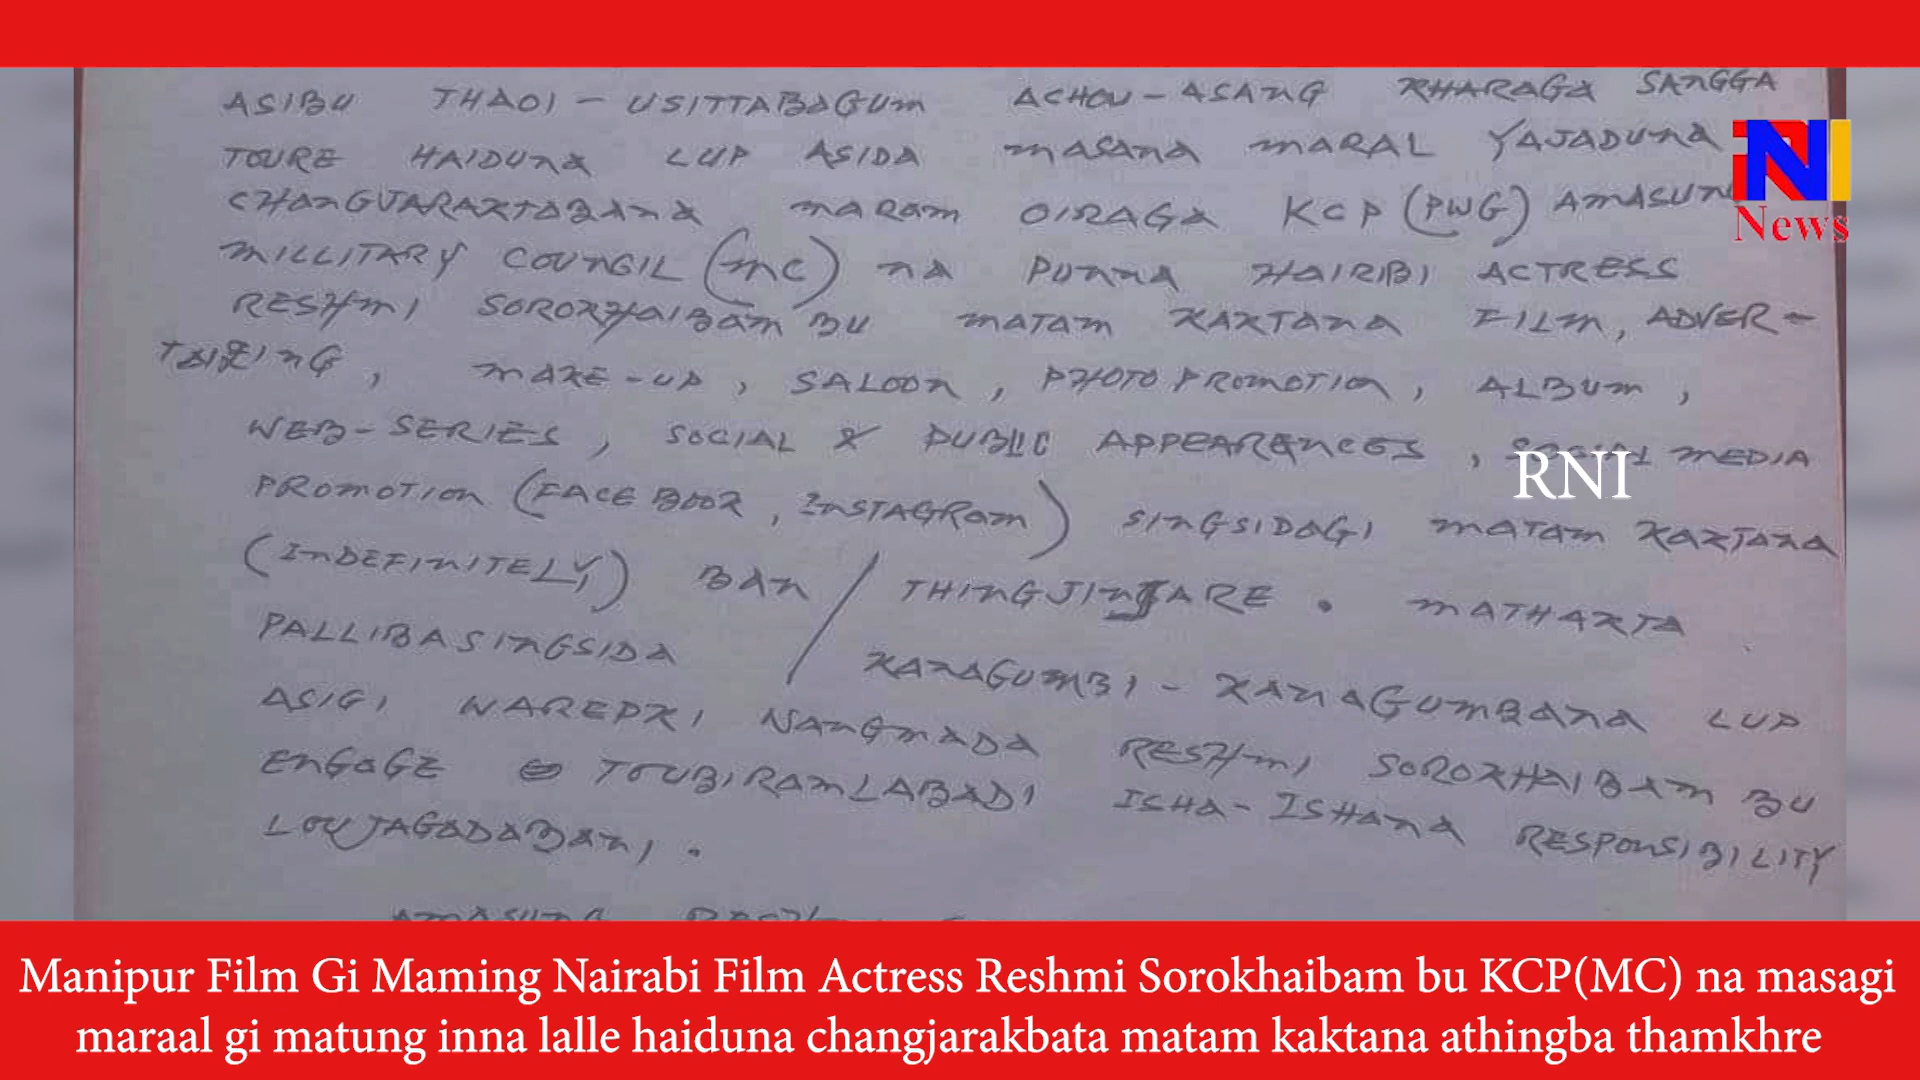 ASIBU THAOI-USITTABAGUM ACHOU-ASANG KHARAGA SANGGA
TOURE HAIDUNA LUP ASIDA MASANA MARAL YAJADUNA
CHANGJARAKTABANA MARAM OIRAGA KCP (PWG) AMASUN
MILLITARY COUNCIL (MC) NA PUNNA HAIRIBI ACTRESS
RESHMI SOROKHAIBAM BU MATAM KAKTANA FILM, ADVER-
, MAKE-UP, SALOON, PHOTO PROMOTION, ALBUM,
WEB-SERIES, SOCIAL & PUBLIC APPEARANCES, SOCIAL MEDIA
PROMOTION (FACE BOOK, INSTAGRAM) SINGSIDAGI MATAM KAKTANA
(INDEFINITELY) BAN / THINGJINJARE. MATHAKTA
PALLIBASINGSIDA / KANAGUMBI-KANAGUMBANA LUP
ASIGI WAREPKI NANGMADA RESHMI SOROKHAIBAM BU
ENGAGE TOUBIRAMLABADI ISHA-ISHANA RESPONSIBILITY
LOUJAGADABANI.
RNI
News
RNI
Manipur Film Gi Maming Nairabi Film Actress Reshmi Sorokhaibam bu KCP(MC) na masagi
maraal gi matung inna lalle haiduna changjarakbata matam kaktana athingba thamkhre